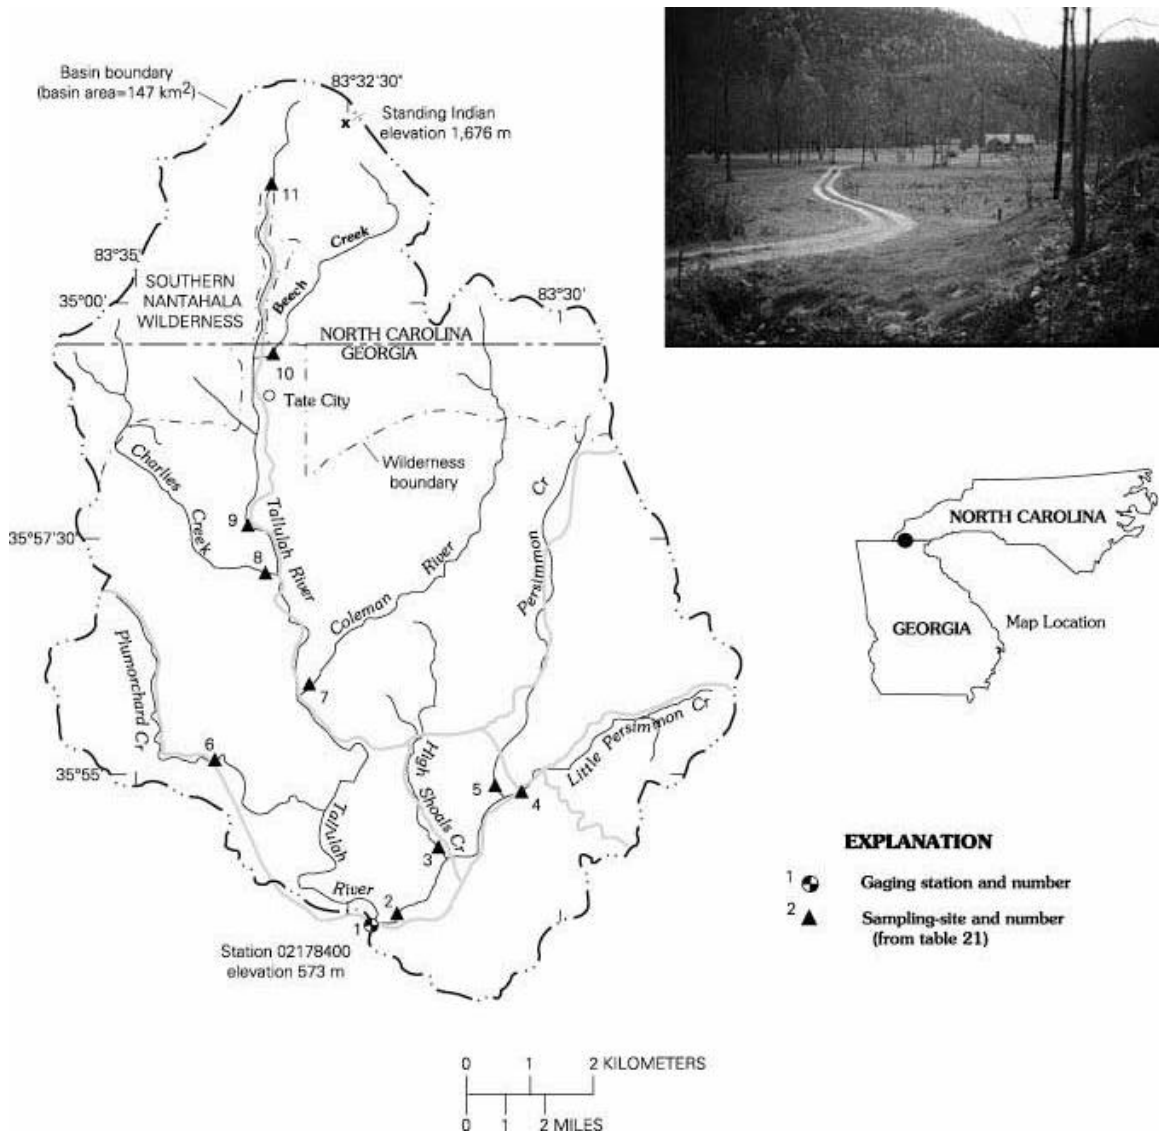 Basin boundary
(basin area=147 km2)
83°32'30"
Standing Indian
elevation 1,676 m
11
Creek
Beech
83°35'
SOUTHERN
NANTAHALA
WILDERNESS
35°00'
83°30'
NORTH CAROLINA
GEORGIA
10
Tate City
Wilderness
boundary
Charlies
Creek
Cr
Persimmon
9
Tallulah
River
35°57'30
8
River
Coleman
NORTH CAROLINA
GEORGIA
Map Location
Plumorchard Cr
7
6
High
Shoals Cr
Little Persimmon Cr
35°55'
5
4
Tallulah
River
3
2
1
Station 02178400
elevation 573 m
EXPLANATION
1 Gaging station and number
2 Sampling-site and number
(from table 21)
0 1 2 KILOMETERS
0 1 2 MILES